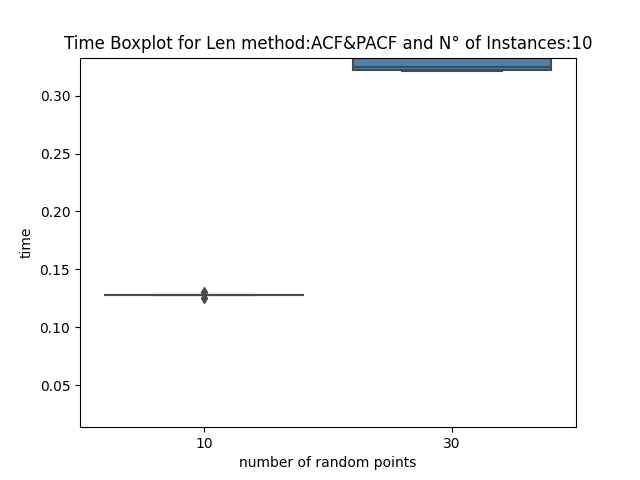 Time Boxplot for Len method:ACF&PACF and N° of Instances:10
0.30
0.25
0.20
0.15
0.10
0.05
time
10 30
number of random points